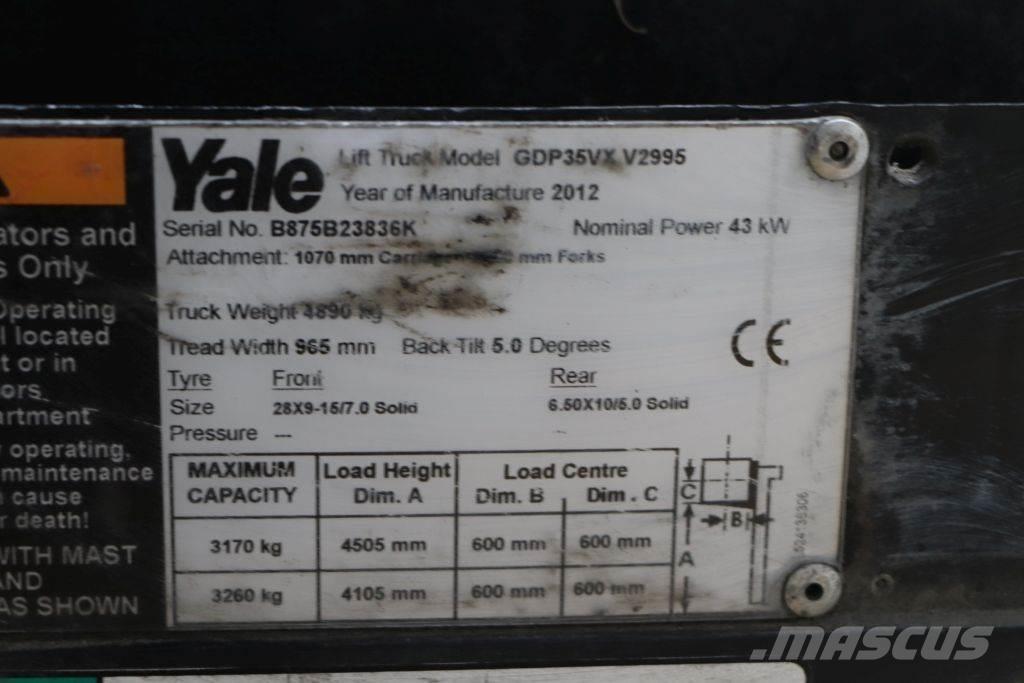 Yale
Lift Truck Model GDP35VX V2995
Year of Manufacture 2012
Serial No. B875B23836K Nominal Power 43 kW
Attachment: 1070 mm mm Forks
Truck Weight 4890 kg
Tread Width 965 mm Back Tilt 5.0 Degrees
Tyre Front Rear
Size 28X9-15/7.0 Solid 6.50X10/5.0 Solid
Pressure ---
CE
MAXIMUM CAPACITY Load Height Dim. A Load Centre Dim. B Dim. C
3170 kg 4505 mm 600 mm 600 mm
3260 kg 4105 mm 600 mm 600 mm
C
B
A
ators and
s Only
Operating
l located
t or in
ors
artment
operating,
maintenance
cause
r death!
WITH MAST
AND
AS SHOWN
MASCUS